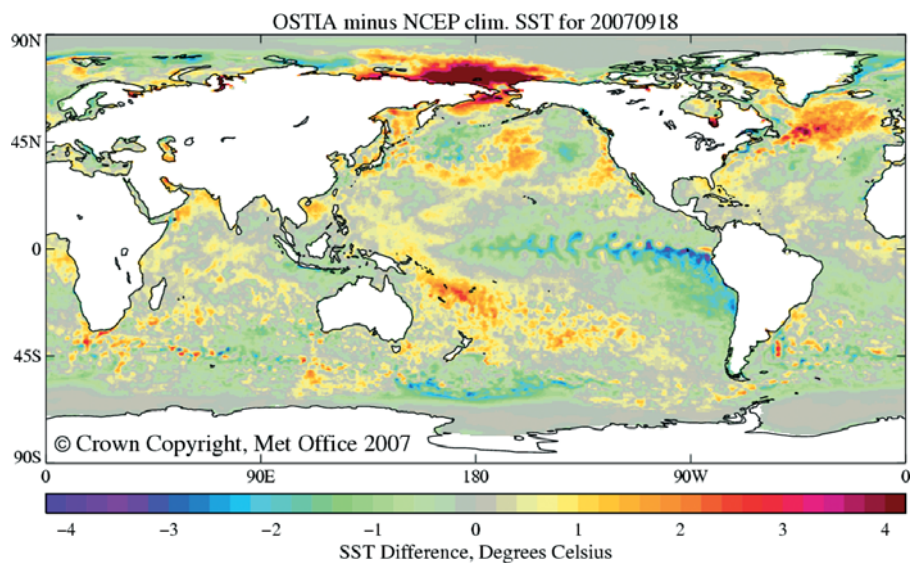 OSTIA minus NCEP clim. SST for 20070918
90N
45N
0
45S
90S
© Crown Copyright, Met Office 2007
0 90E 180 90W 0
−4 −3 −2 −1 0 1 2 3 4
SST Difference, Degrees Celsius